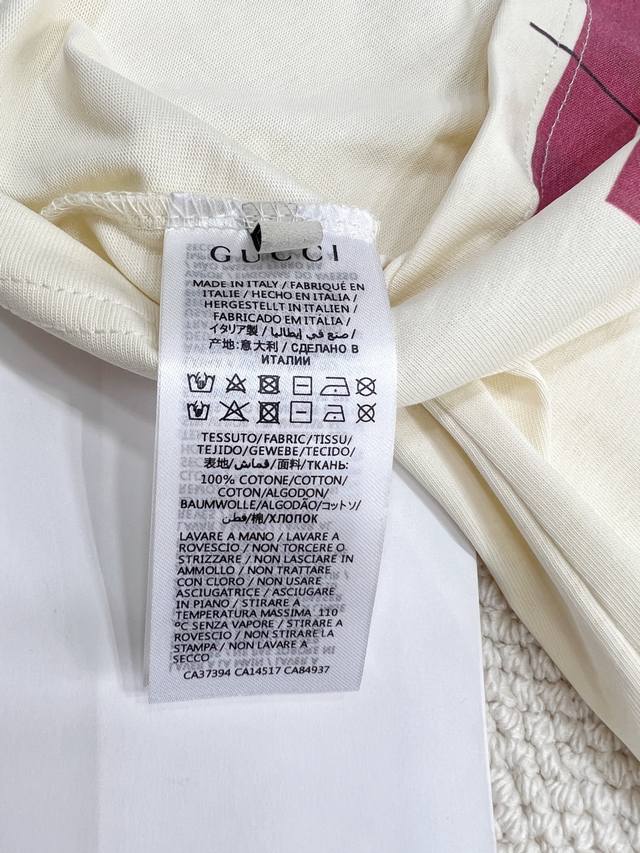 GUCCI
MADE IN ITALY / FABRIQUÉ EN
ITALIE / HECHO EN ITALIA /
HERGESTELLT IN ITALIEN /
FABRICADO EM ITÁLIA /
イタリア製 / صنع في إيطاليا /
产地: 意大利 / СДЕЛАНО В
ИТАЛИИ
TESSUTO/FABRIC/TISSU/
TEJIDO/GEWEBE/TECIDO/
表地/قماش/面料/ТКАНЬ:
100% COTONE/COTTON/
COTON/ALGODON/
BAUMWOLLE/ALGODÃO/コットン/
قطن/棉/ХЛОПОК
LAVARE A MANO / LAVARE A
ROVESCIO / NON TORCERE O
STRIZZARE / NON LASCIARE IN
AMMOLLO / NON TRATTARE
CON CLORO / NON USARE
ASCIUGATRICE / ASCIUGARE
IN PIANO / STIRARE A
TEMPERATURA MASSIMA: 110
ºC SENZA VAPORE / STIRARE A
ROVESCIO / NON STIRARE LA
STAMPA / NON LAVARE A
SECCO
CA37394 CA14517 CA84937